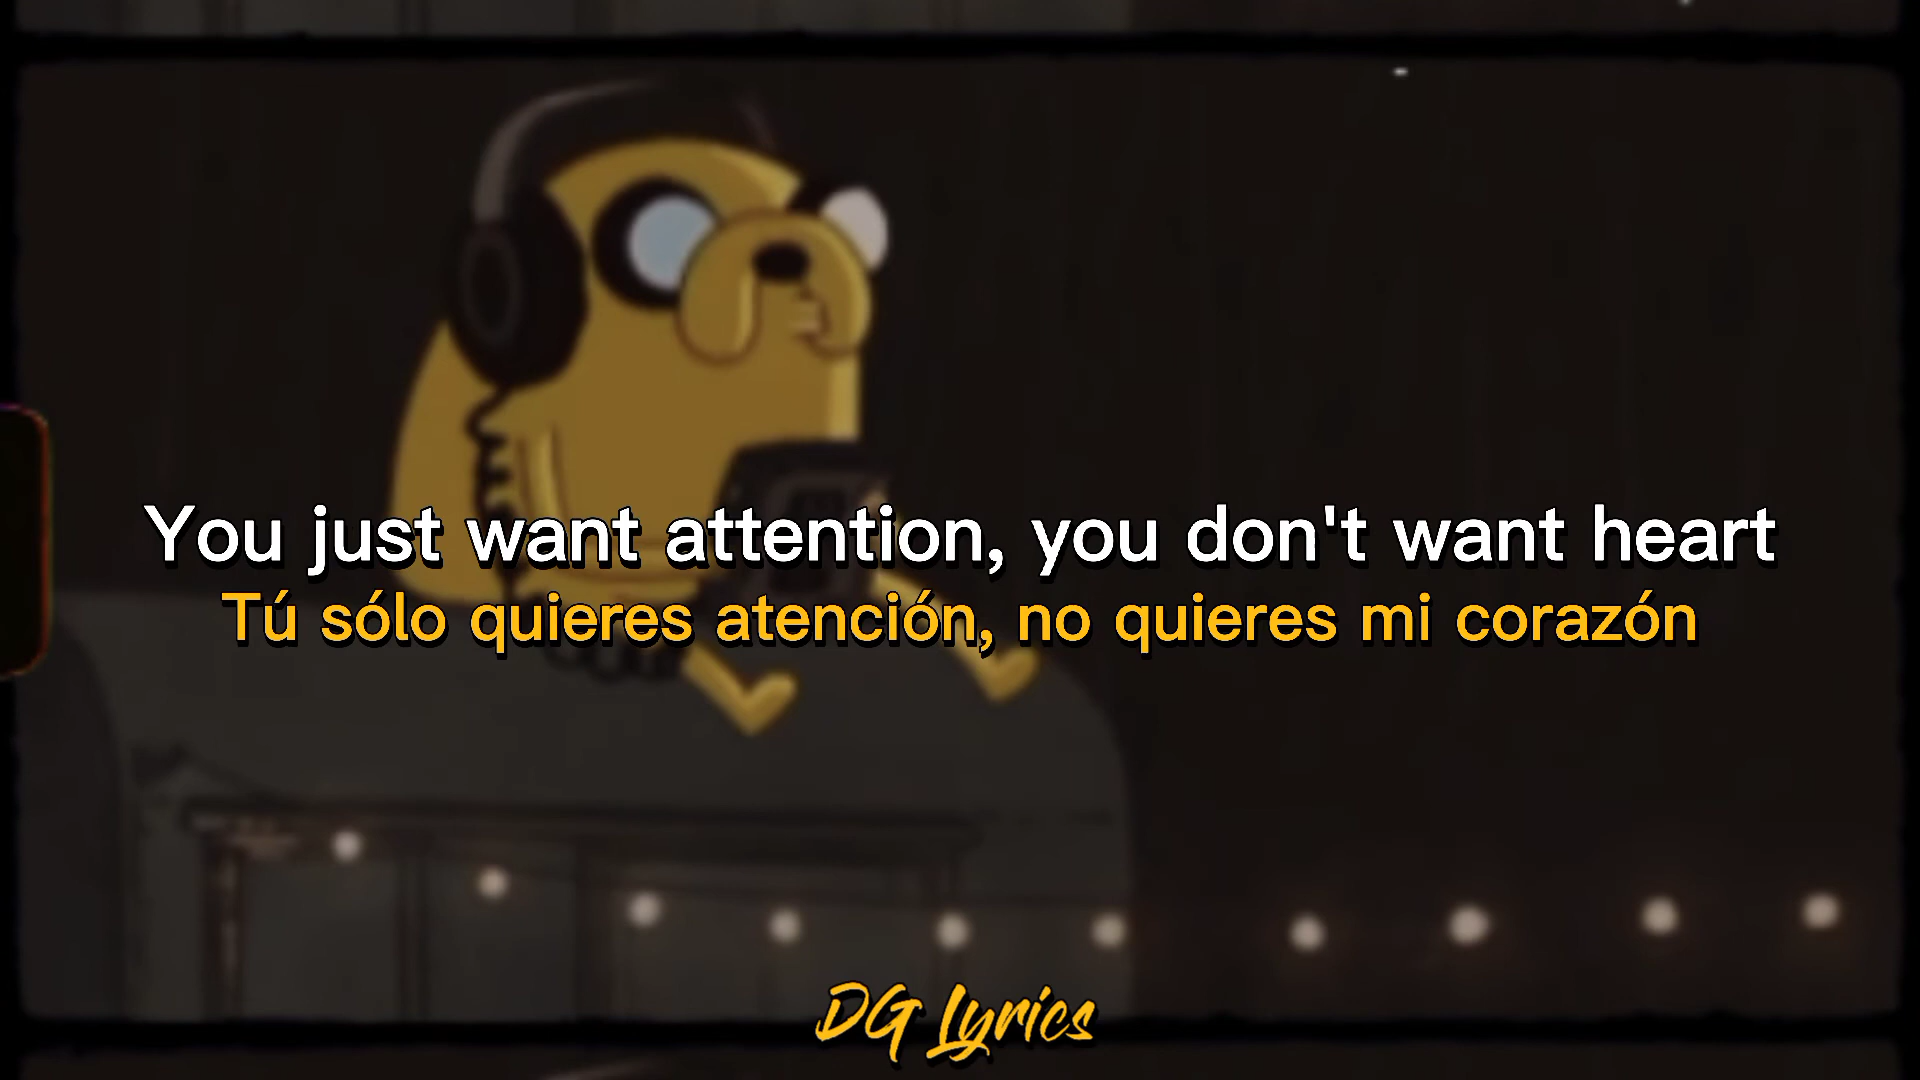 You just want attention, you don't want heart
Tú sólo quieres atención, no quieres mi corazón
DG Lyrics